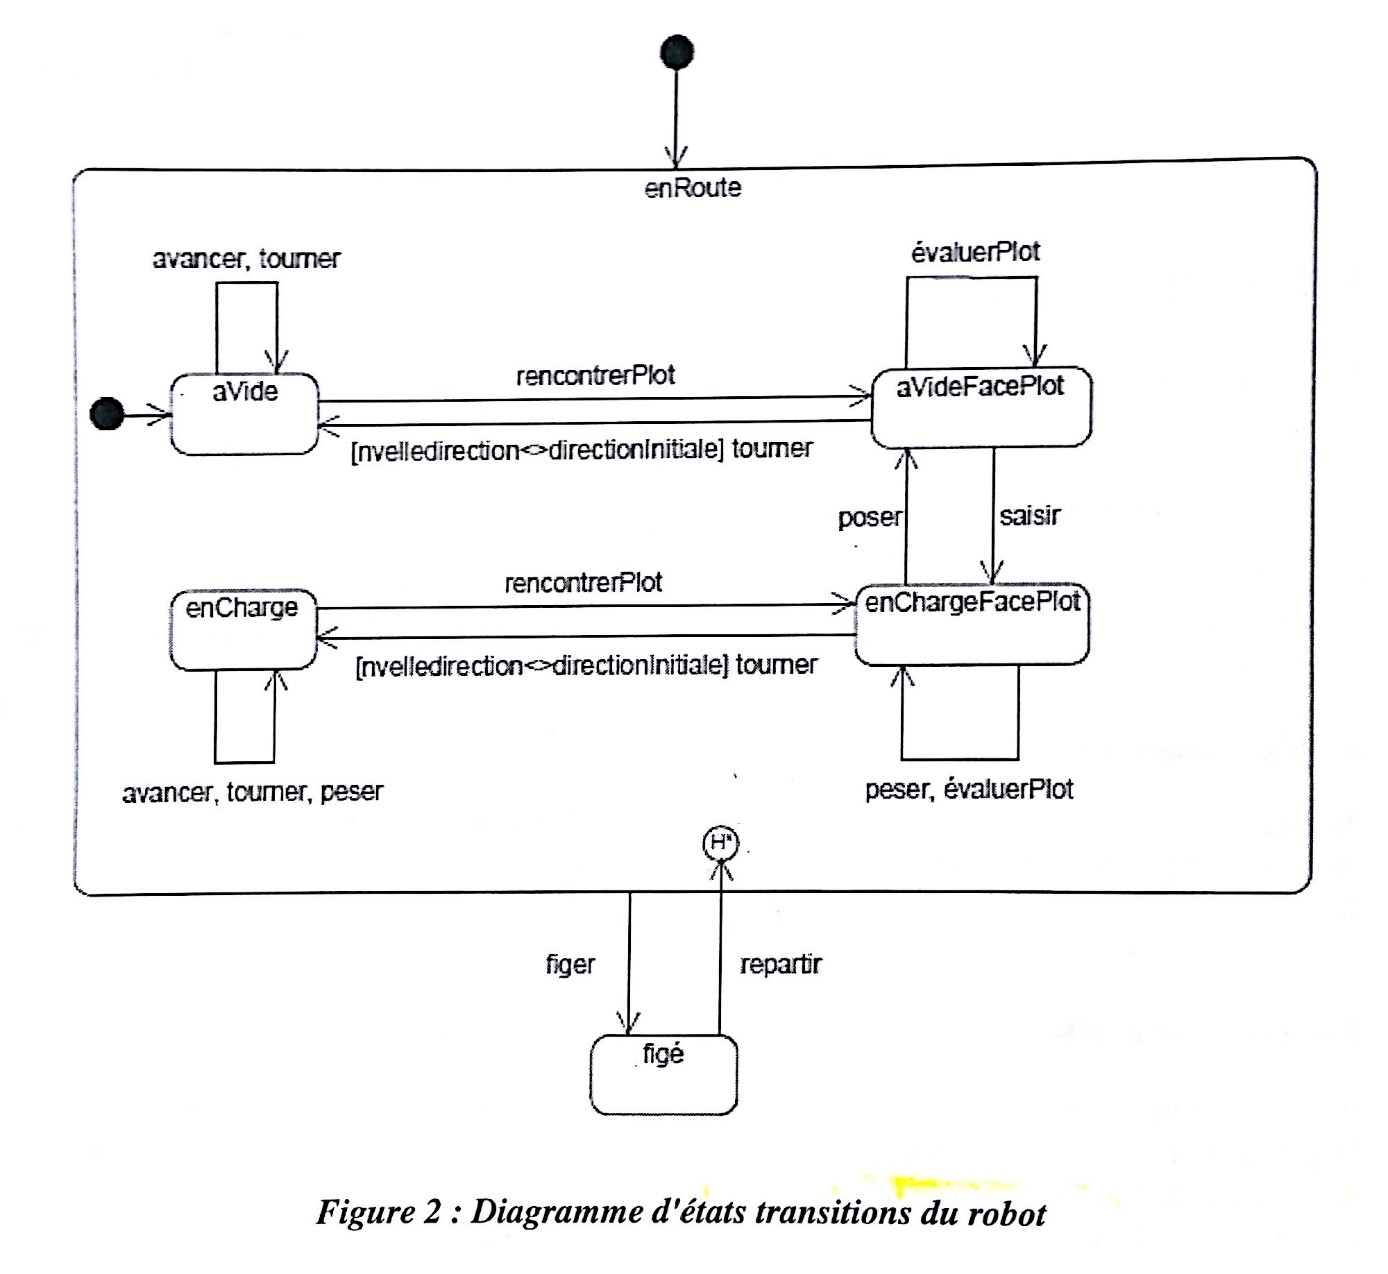 enRoute
avancer, tourner
évaluerPlot
aVide
rencontrerPlot
aVideFacePlot
[nvelledirection<>directionInitiale] tourner
poser
saisir
enCharge
rencontrerPlot
enChargeFacePlot
[nvelledirection<>directionInitiale] tourner
avancer, tourner, peser
peser, évaluerPlot
H*
figer
repartir
figé
Figure 2 : Diagramme d'états transitions du robot